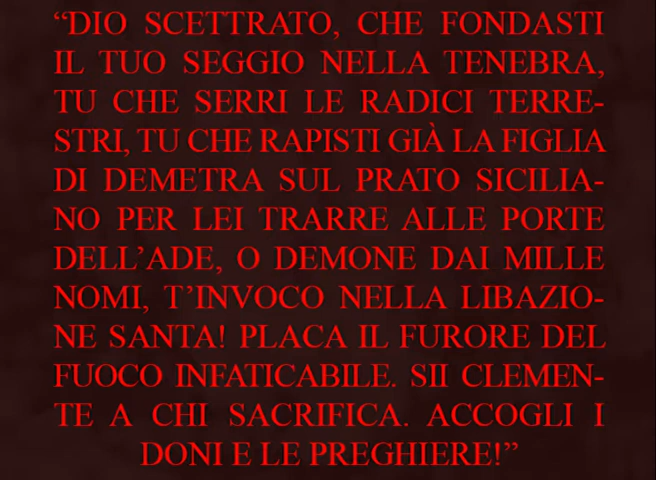 “DIO SCETTRATO, CHE FONDASTI
IL TUO SEGGIO NELLA TENEBRA,
TU CHE SERRI LE RADICI TERRE-
STRI, TU CHE RAPISTI GIÀ LA FIGLIA
DI DEMETRA SUL PRATO SICILIA-
NO PER LEI TRARRE ALLE PORTE
DELL’ADE, O DEMONE DAI MILLE
NOMI, T’INVOCO NELLA LIBAZIO-
NE SANTA! PLACA IL FURORE DEL
FUOCO INFATICABILE. SII CLEMEN-
TE A CHI SACRIFICA. ACCOGLI I
DONI E LE PREGHIERE!”